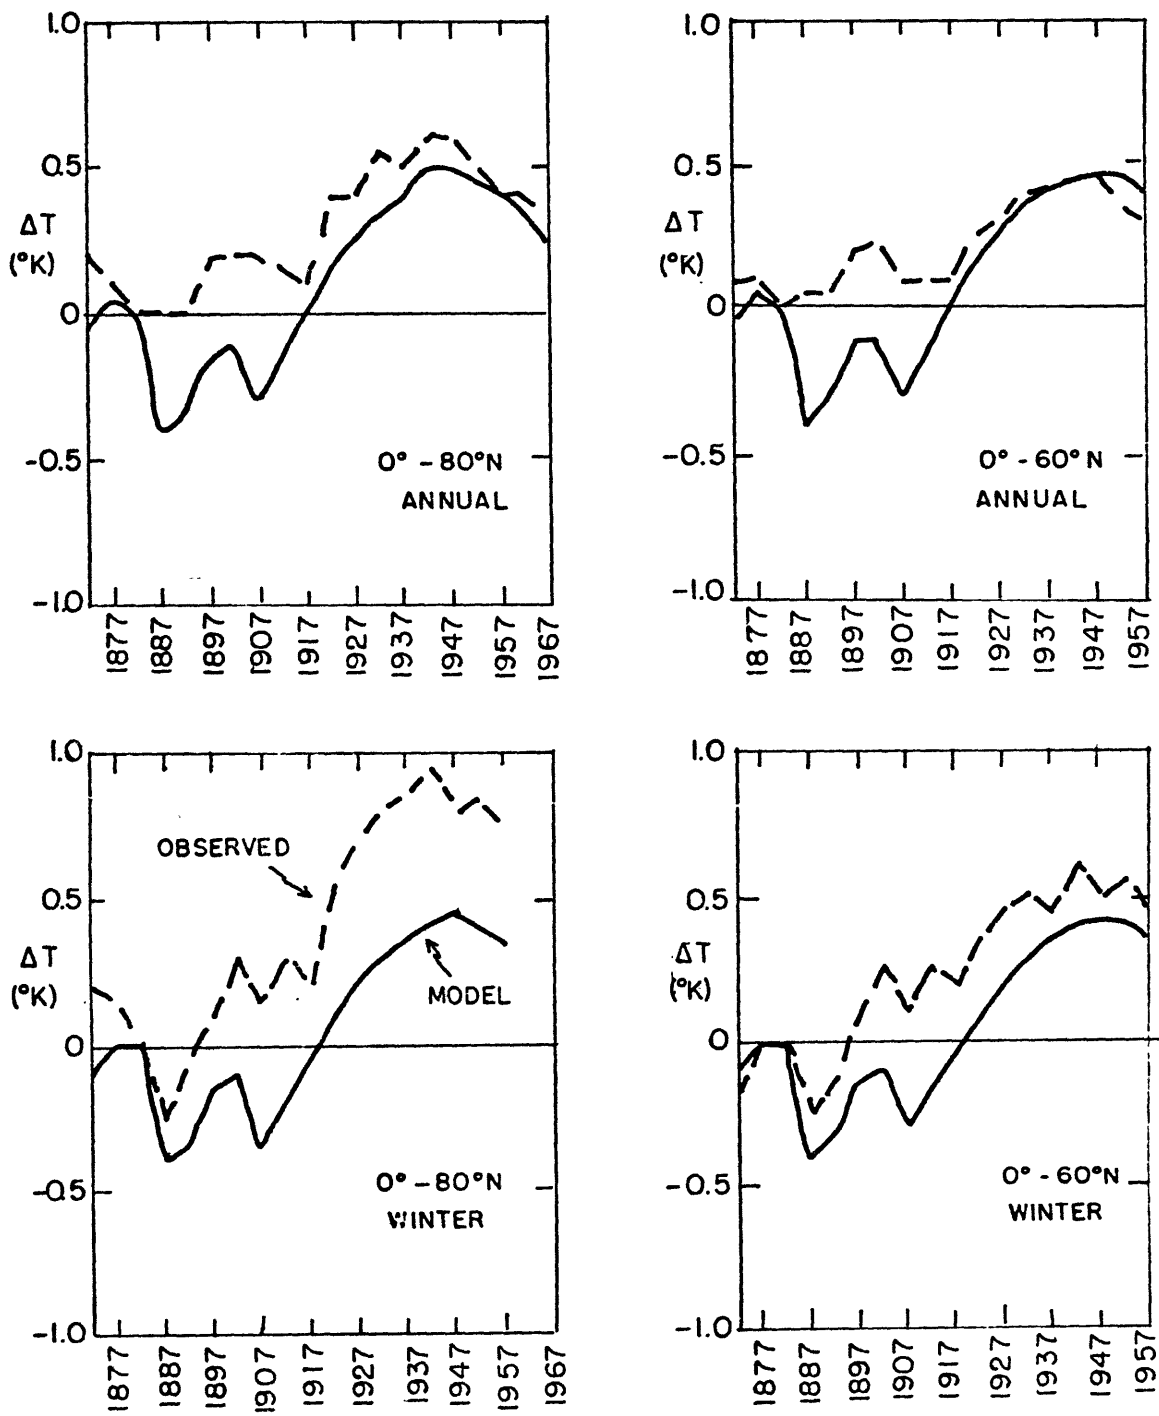 1.0
0.5
ΔT
(°K)
0
-0.5
-1.0
0° - 80°N
ANNUAL
1877 1887 1897 1907 1917 1927 1937 1947 1957 1967
1.0
0.5
ΔT
(°K)
0
-0.5
-1.0
0° - 60°N
ANNUAL
1877 1887 1897 1907 1917 1927 1937 1947 1957
1.0
OBSERVED
0.5
ΔT
(°K)
MODEL
0
-0.5
-1.0
0° - 80°N
WINTER
1877 1887 1897 1907 1917 1927 1937 1947 1957 1967
1.0
0.5
ΔT
(°K)
0
-0.5
-1.0
0° - 60°N
WINTER
1877 1887 1897 1907 1917 1927 1937 1947 1957